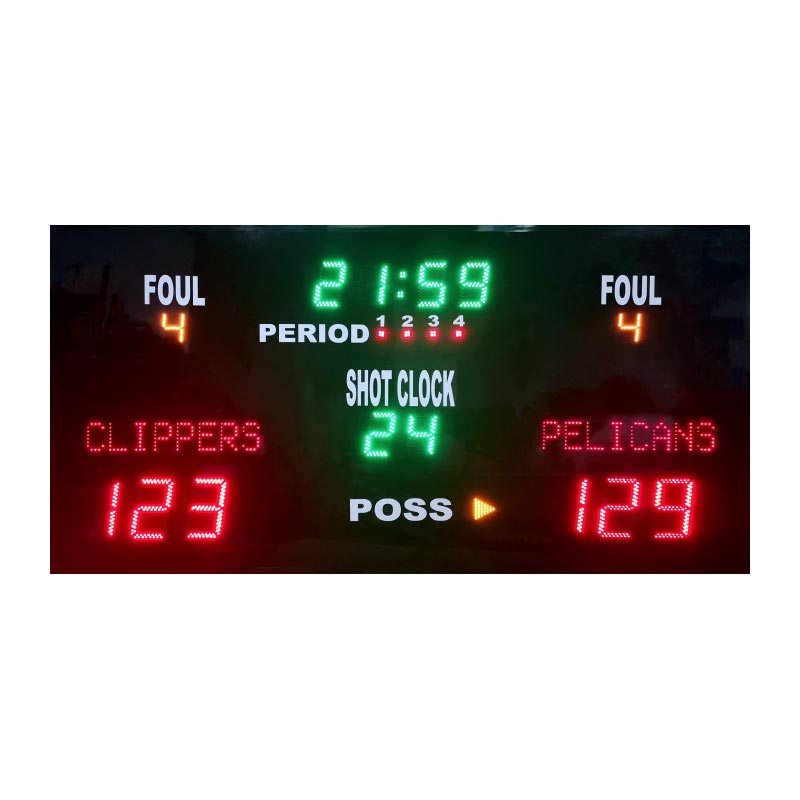 21:59
FOUL FOUL
4 4
PERIOD 1 2 3 4
SHOT CLOCK
24
CLIPPERS PELICANS
123 129
POSS